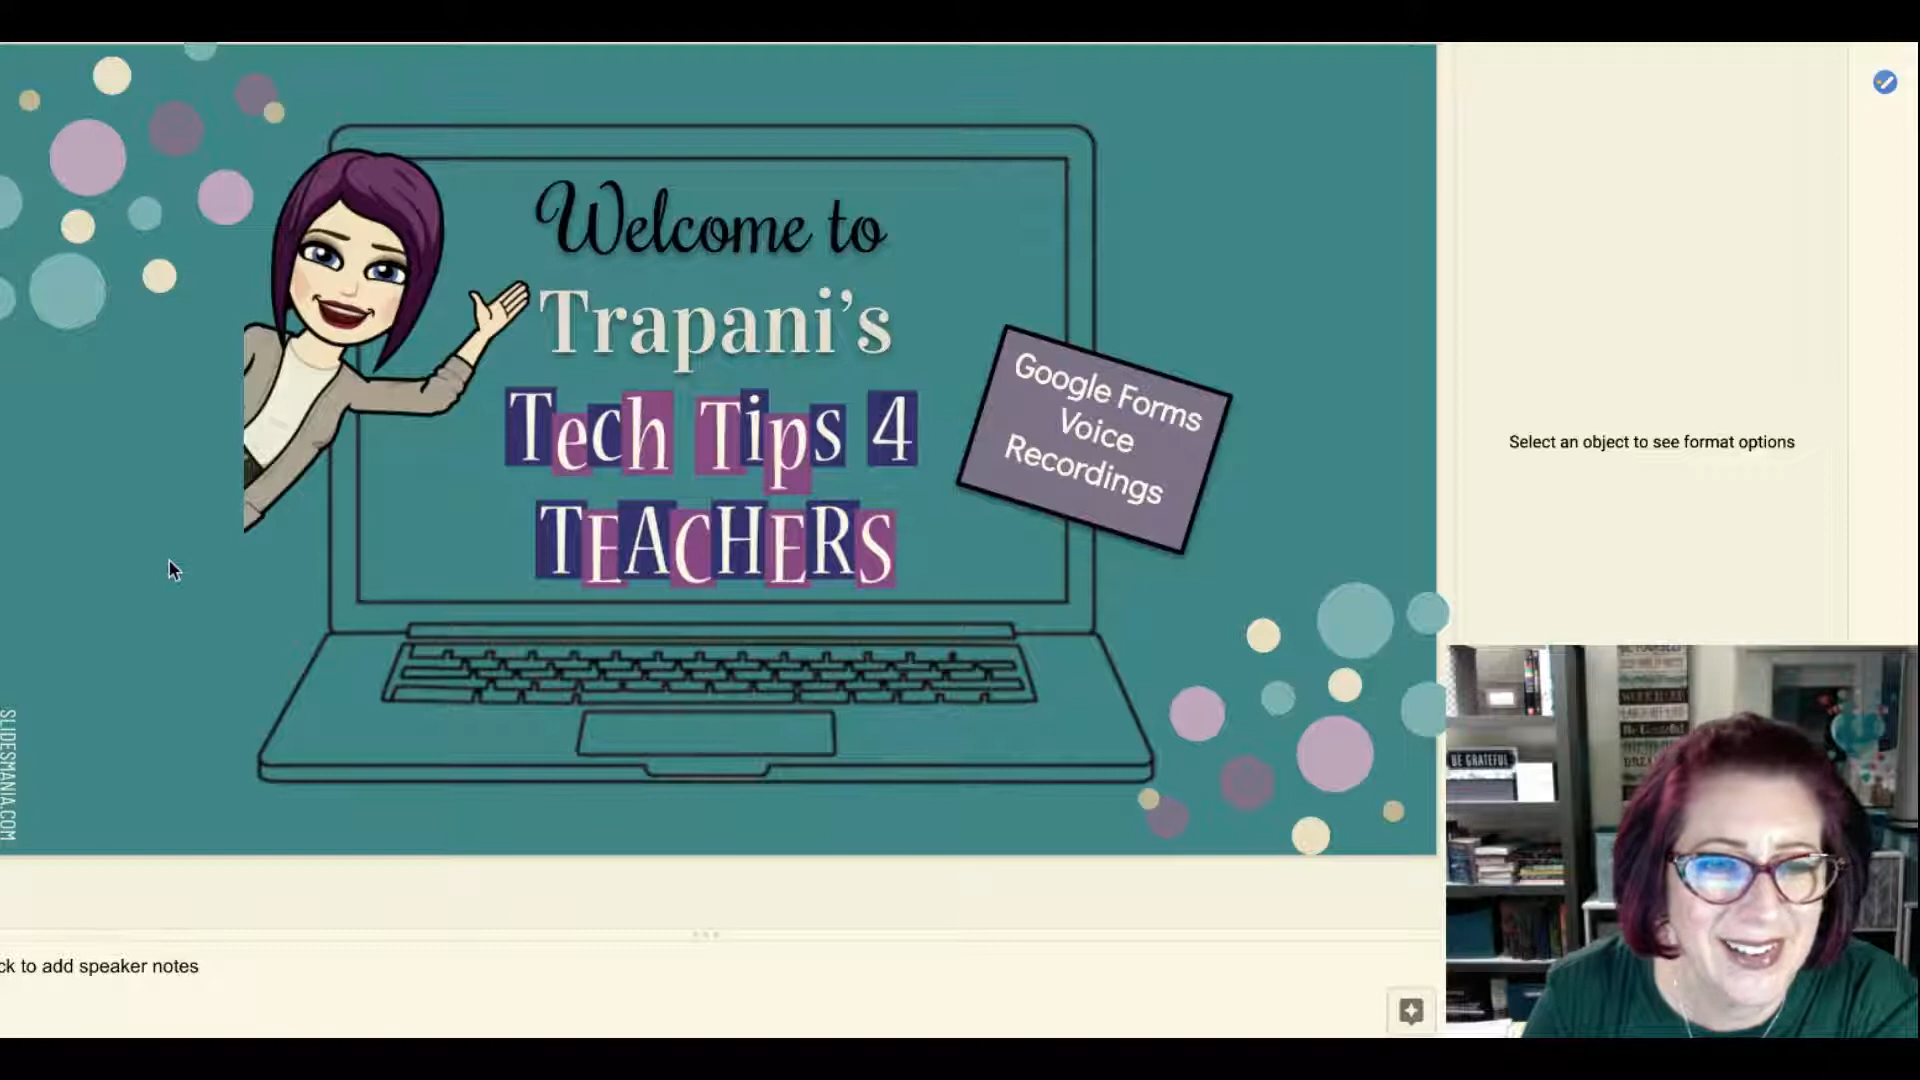 Welcome to
Trapani's
Tech Tips 4
TEACHERS
Google Forms
Voice
Recordings
Select an object to see format options
SLIDESMANIA.COM
ck to add speaker notes
BE GRATEFUL